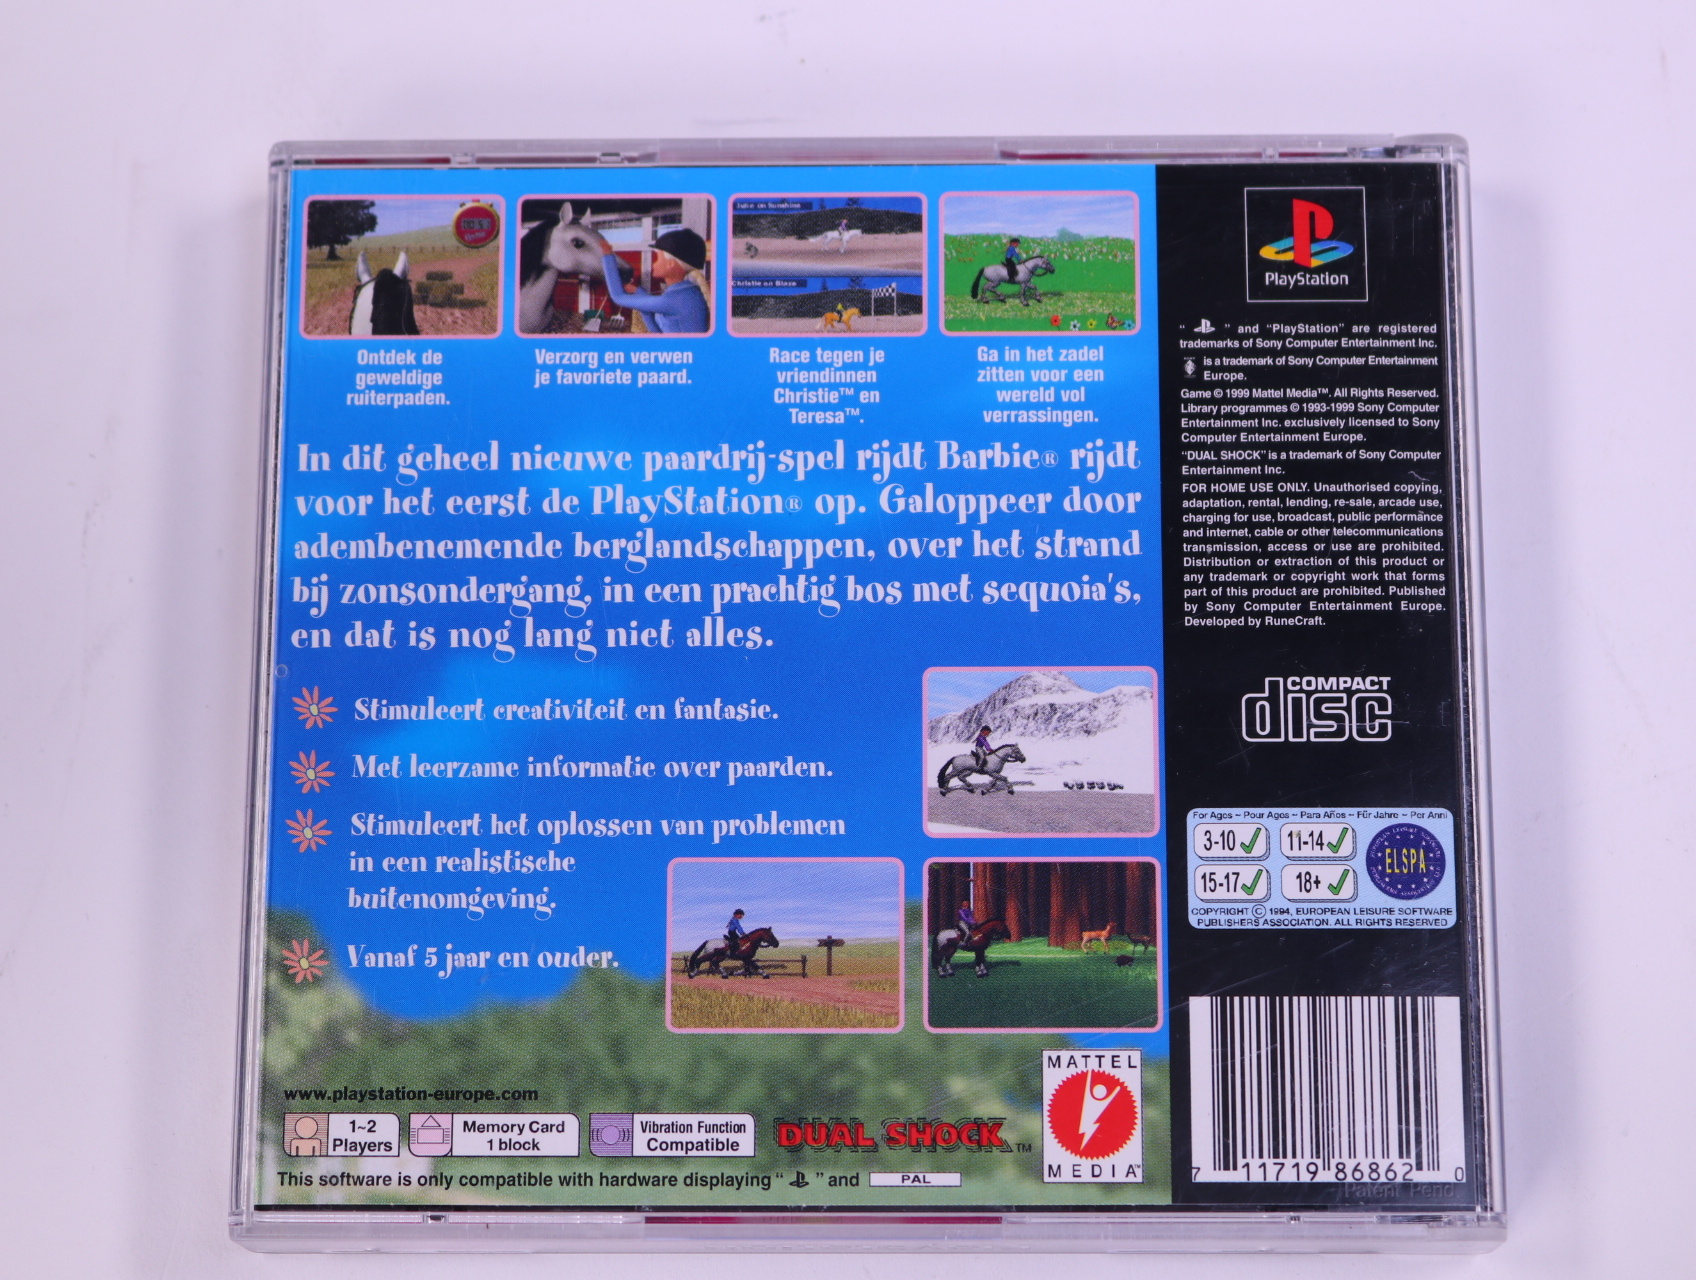 Ontdek de
geweldige
ruiterpaden.
Verzorg en verwen
je favoriete paard.
Julie on Sunshine
Christie on Blaze
Race tegen je
vriendinnen
Christie™ en
Teresa™.
Ga in het zadel
zitten voor een
wereld vol
verrassingen.
In dit geheel nieuwe paardrij-spel rijdt Barbie® rijdt
voor het eerst de PlayStation® op. Galoppeer door
adembenemende berglandschappen, over het strand
bij zonsondergang, in een prachtig bos met sequoia's,
en dat is nog lang niet alles.
Stimuleert creativiteit en fantasie.
Met leerzame informatie over paarden.
Stimuleert het oplossen van problemen
in een realistische
buitenomgeving.
Vanaf 5 jaar en ouder.
www.playstation-europe.com
1~2
Players
Memory Card
1 block
Vibration Function
Compatible
DUAL SHOCK™
This software is only compatible with hardware displaying “ ” and PAL
MATTEL
MEDIA™
PlayStation
“ ” and “PlayStation” are registered
trademarks of Sony Computer Entertainment Inc.
is a trademark of Sony Computer Entertainment
Europe.
Game © 1999 Mattel Media™. All Rights Reserved.
Library programmes © 1993-1999 Sony Computer
Entertainment Inc. exclusively licensed to Sony
Computer Entertainment Europe.
“DUAL SHOCK” is a trademark of Sony Computer
Entertainment Inc.
FOR HOME USE ONLY. Unauthorised copying,
adaptation, rental, lending, re-sale, arcade use,
charging for use, broadcast, public performance
and internet, cable or other telecommunications
transmission, access or use are prohibited.
Distribution or extraction of this product or
any trademark or copyright work that forms
part of this product are prohibited. Published
by Sony Computer Entertainment Europe.
Developed by RuneCraft.
COMPACT
disc
For Ages ~ Pour Ages ~ Para Años ~ Für Jahre ~ Per Anni
3-10
11-14
15-17
18+
ELSPA
COPYRIGHT © 1994, EUROPEAN LEISURE SOFTWARE
PUBLISHERS ASSOCIATION. ALL RIGHTS RESERVED
7 11719 86862 0
Patent Pend.